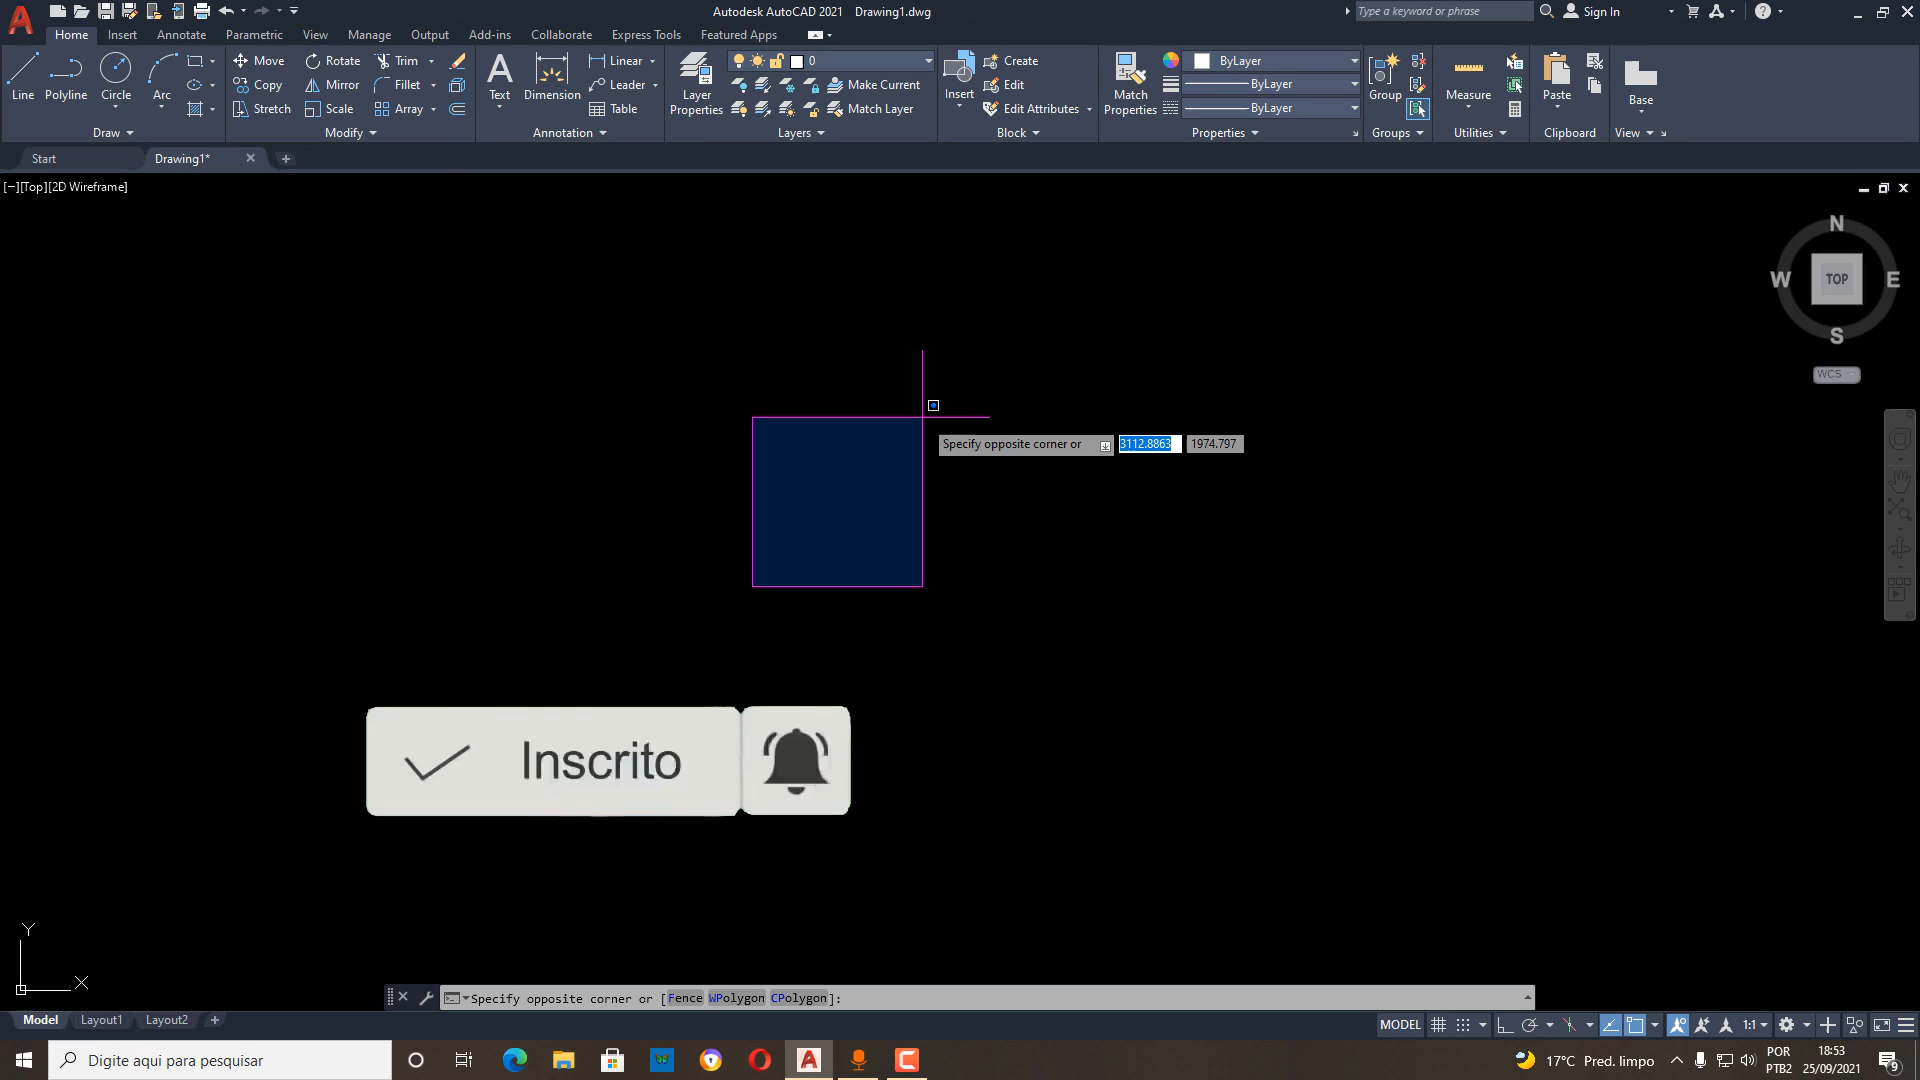 Autodesk AutoCAD 2021 Drawing1.dwg
Type a keyword or phrase
Sign In
Home Insert Annotate Parametric View Manage Output Add-ins Collaborate Express Tools Featured Apps
Line
Polyline
Circle
Arc
Draw
Move Rotate Trim
Copy Mirror Fillet
Stretch Scale Array
Modify
Text
Dimension
Linear
Leader
Table
Annotation
Layer Properties
0
Make Current
Match Layer
Layers
Insert
Create
Edit
Edit Attributes
Block
Match Properties
ByLayer
ByLayer
ByLayer
Properties
Group
Groups
Measure
Utilities
Paste
Clipboard
Base
View
Start
Drawing1*
[−][Top][2D Wireframe]
N
W TOP E
S
WCS
Specify opposite corner or 3112.8863 1974.797
Inscrito
Y
X
Specify opposite corner or [Fence WPolygon CPolygon]:
Model Layout1 Layout2
MODEL
1:1
Digite aqui para pesquisar
17°C Pred. limpo
POR
PTB2
18:53
25/09/2021
9